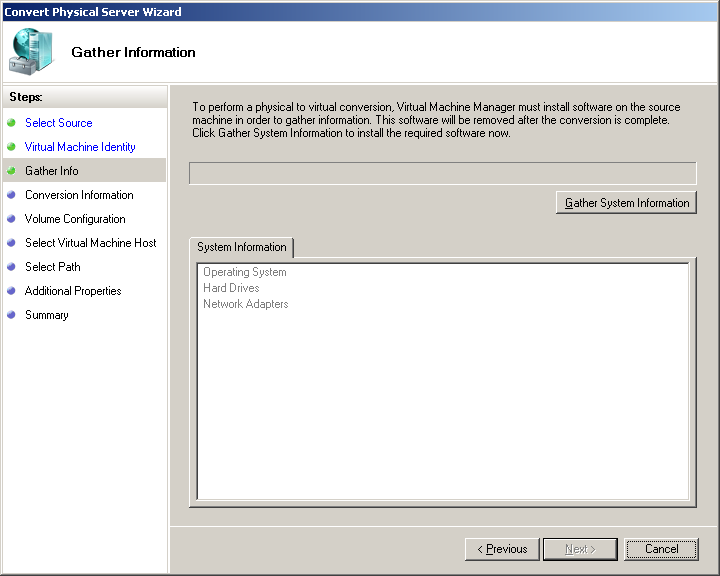 Convert Physical Server Wizard
Gather Information
Steps:
Select Source
Virtual Machine Identity
Gather Info
Conversion Information
Volume Configuration
Select Virtual Machine Host
Select Path
Additional Properties
Summary
To perform a physical to virtual conversion, Virtual Machine Manager must install software on the source
machine in order to gather information. This software will be removed after the conversion is complete.
Click Gather System Information to install the required software now.
Gather System Information
System Information
Operating System
Hard Drives
Network Adapters
< Previous
Next >
Cancel